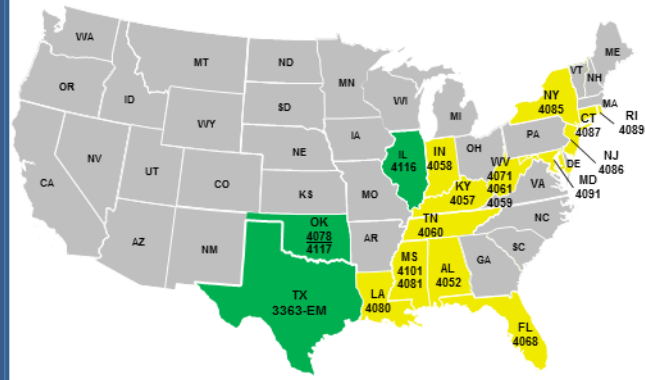 WA
OR
CA
NV
ID
MT
WY
UT
AZ
CO
NM
ND
SD
NE
KS
OK
4078
4117
TX
3363-EM
MN
IA
MO
AR
LA
4080
WI
IL
4116
MS
4101
4081
MI
IN
4058
KY
4057
TN
4060
AL
4052
OH
WV
4071
4061
4059
GA
FL
4068
SC
NC
VA
PA
NY
4085
VT
NH
ME
MA
RI
4089
CT
4087
NJ
4086
DE
MD
4091